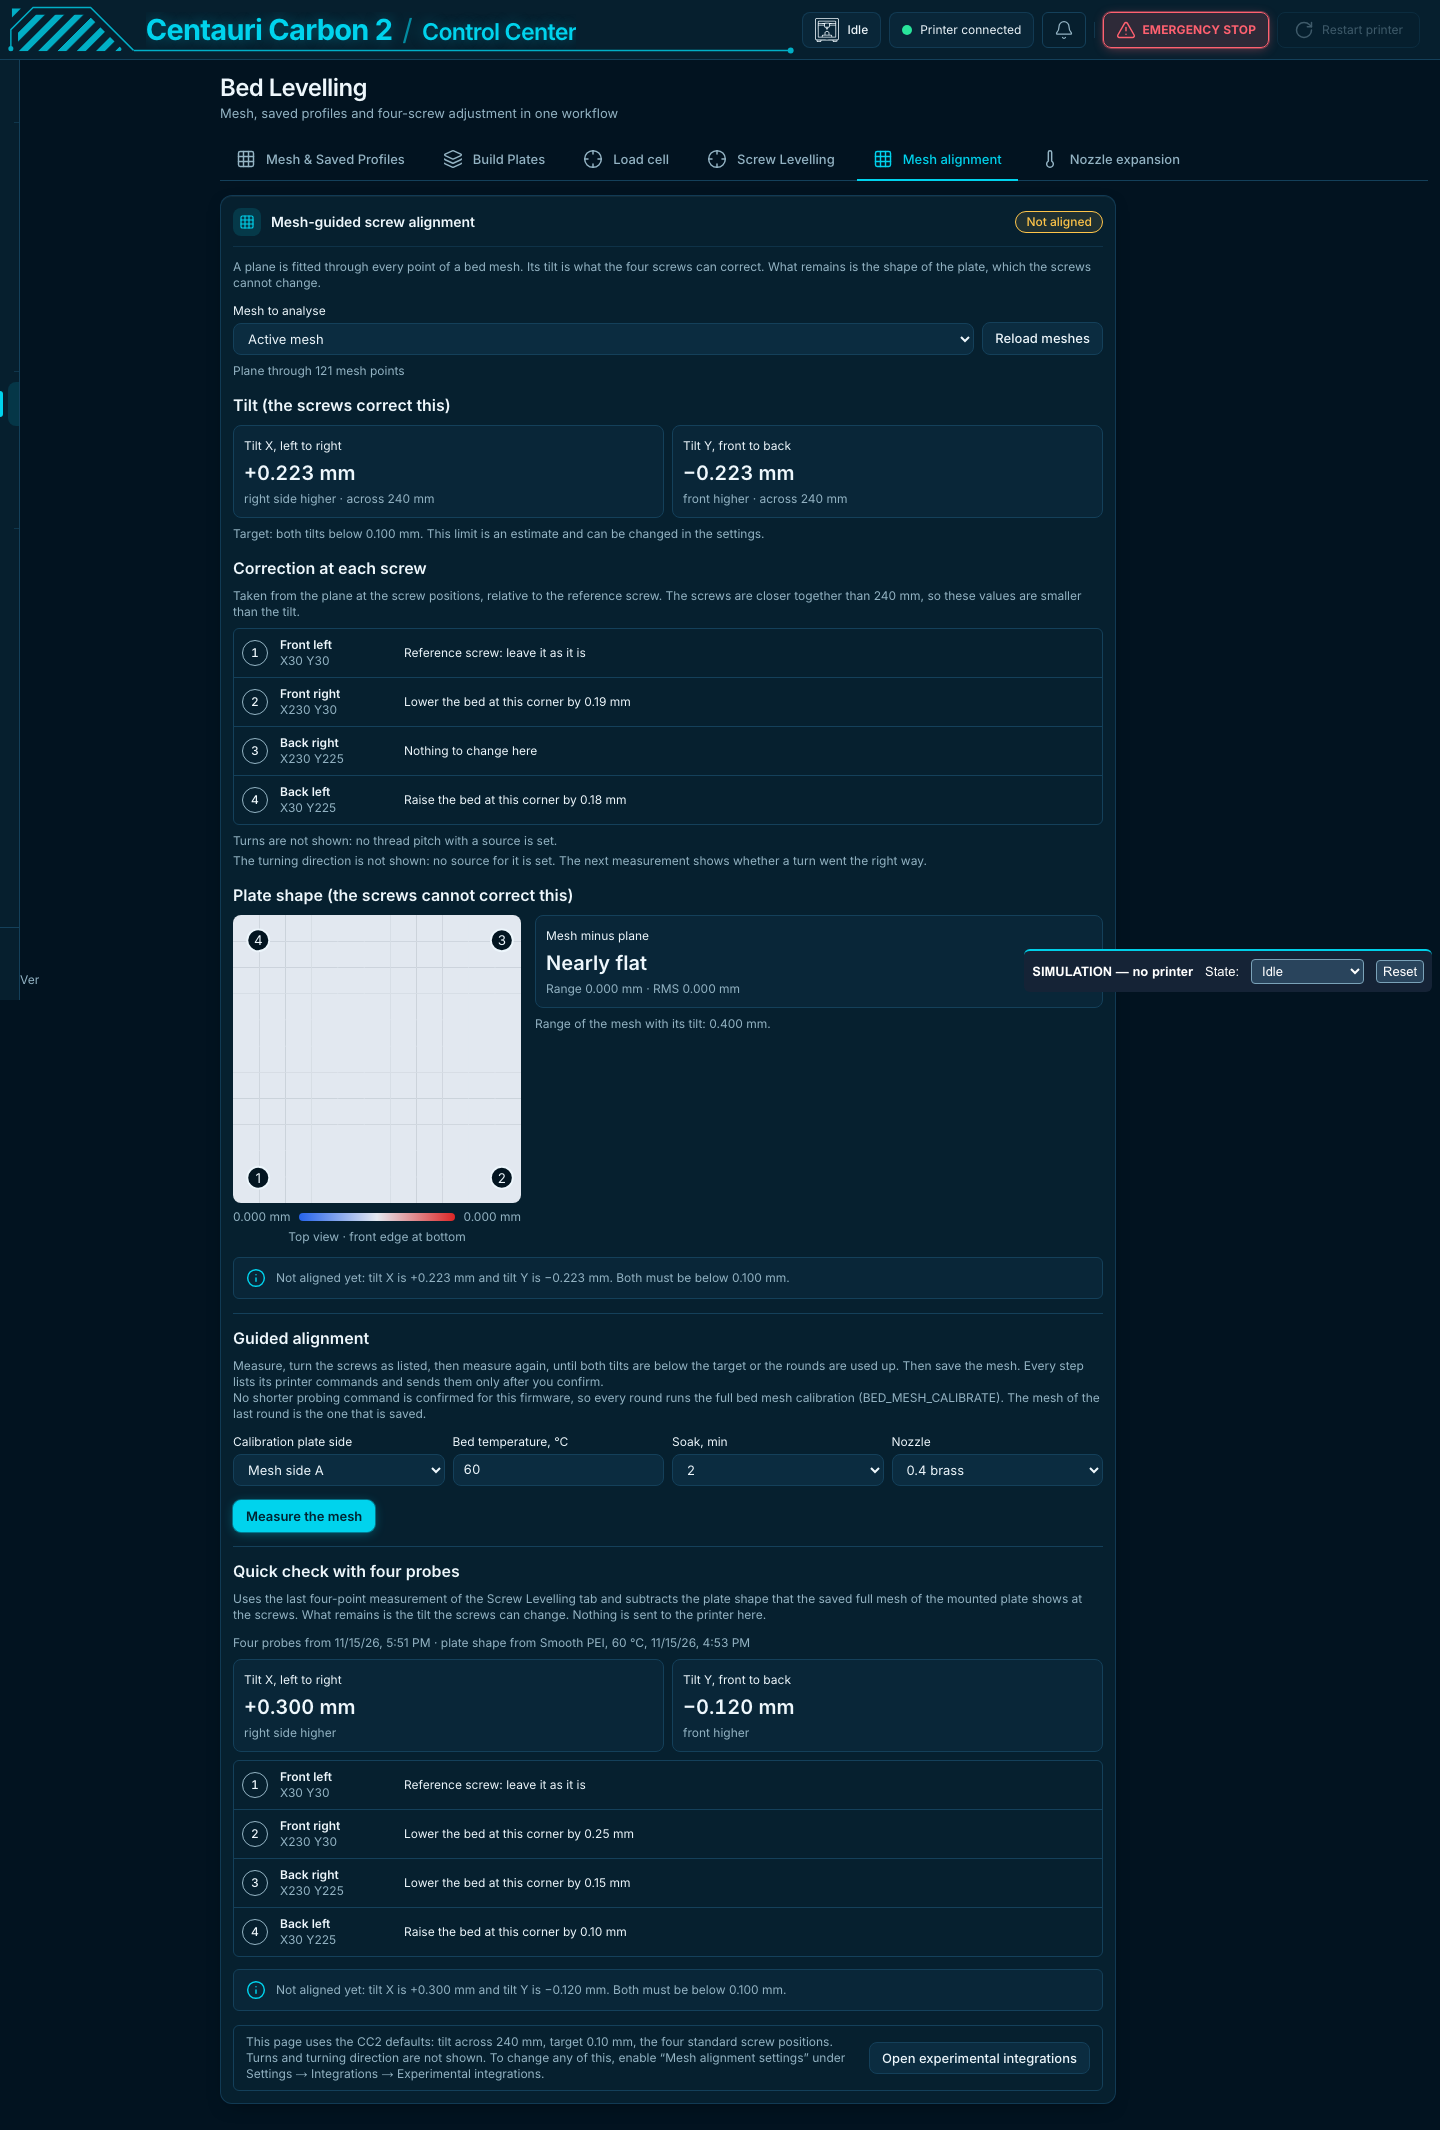 Centauri Carbon 2 / Control Center
Idle
Printer connected
EMERGENCY STOP
Restart printer
Bed Levelling
Mesh, saved profiles and four-screw adjustment in one workflow
Mesh & Saved Profiles
Build Plates
Load cell
Screw Levelling
Mesh alignment
Nozzle expansion
Mesh-guided screw alignment
Not aligned
A plane is fitted through every point of a bed mesh. Its tilt is what the four screws can correct. What remains is the shape of the plate, which the screws
cannot change.
Mesh to analyse
Active mesh
Reload meshes
Plane through 121 mesh points
Tilt (the screws correct this)
Tilt X, left to right
+0.223 mm
right side higher · across 240 mm
Tilt Y, front to back
−0.223 mm
front higher · across 240 mm
Target: both tilts below 0.100 mm. This limit is an estimate and can be changed in the settings.
Correction at each screw
Taken from the plane at the screw positions, relative to the reference screw. The screws are closer together than 240 mm, so these values are smaller
than the tilt.
1
Front left
X30 Y30
Reference screw: leave it as it is
2
Front right
X230 Y30
Lower the bed at this corner by 0.19 mm
3
Back right
X230 Y225
Nothing to change here
4
Back left
X30 Y225
Raise the bed at this corner by 0.18 mm
Turns are not shown: no thread pitch with a source is set.
The turning direction is not shown: no source for it is set. The next measurement shows whether a turn went the right way.
Plate shape (the screws cannot correct this)
4
3
1
2
0.000 mm
0.000 mm
Top view · front edge at bottom
Mesh minus plane
Nearly flat
Range 0.000 mm · RMS 0.000 mm
Range of the mesh with its tilt: 0.400 mm.
SIMULATION — no printer
State:
Idle
Reset
Ver
Not aligned yet: tilt X is +0.223 mm and tilt Y is −0.223 mm. Both must be below 0.100 mm.
Guided alignment
Measure, turn the screws as listed, then measure again, until both tilts are below the target or the rounds are used up. Then save the mesh. Every step
lists its printer commands and sends them only after you confirm.
No shorter probing command is confirmed for this firmware, so every round runs the full bed mesh calibration (BED_MESH_CALIBRATE). The mesh of the
last round is the one that is saved.
Calibration plate side
Mesh side A
Bed temperature, °C
60
Soak, min
2
Nozzle
0.4 brass
Measure the mesh
Quick check with four probes
Uses the last four-point measurement of the Screw Levelling tab and subtracts the plate shape that the saved full mesh of the mounted plate shows at
the screws. What remains is the tilt the screws can change. Nothing is sent to the printer here.
Four probes from 11/15/26, 5:51 PM · plate shape from Smooth PEI, 60 °C, 11/15/26, 4:53 PM
Tilt X, left to right
+0.300 mm
right side higher
Tilt Y, front to back
−0.120 mm
front higher
1
Front left
X30 Y30
Reference screw: leave it as it is
2
Front right
X230 Y30
Lower the bed at this corner by 0.25 mm
3
Back right
X230 Y225
Lower the bed at this corner by 0.15 mm
4
Back left
X30 Y225
Raise the bed at this corner by 0.10 mm
Not aligned yet: tilt X is +0.300 mm and tilt Y is −0.120 mm. Both must be below 0.100 mm.
This page uses the CC2 defaults: tilt across 240 mm, target 0.10 mm, the four standard screw positions.
Turns and turning direction are not shown. To change any of this, enable “Mesh alignment settings” under
Settings → Integrations → Experimental integrations.
Open experimental integrations